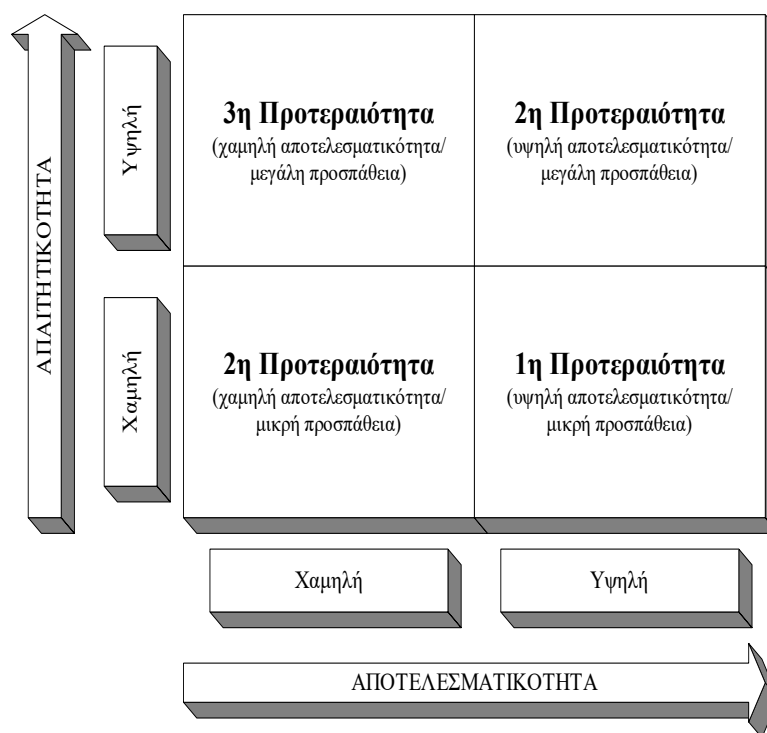 ΑΠΑΙΤΗΤΙΚΟΤΗΤΑ
Υψηλή
3η Προτεραιότητα
(χαμηλή αποτελεσματικότητα/
μεγάλη προσπάθεια)
2η Προτεραιότητα
(υψηλή αποτελεσματικότητα/
μεγάλη προσπάθεια)
Χαμηλή
2η Προτεραιότητα
(χαμηλή αποτελεσματικότητα/
μικρή προσπάθεια)
1η Προτεραιότητα
(υψηλή αποτελεσματικότητα/
μικρή προσπάθεια)
Χαμηλή
Υψηλή
ΑΠΟΤΕΛΕΣΜΑΤΙΚΟΤΗΤΑ